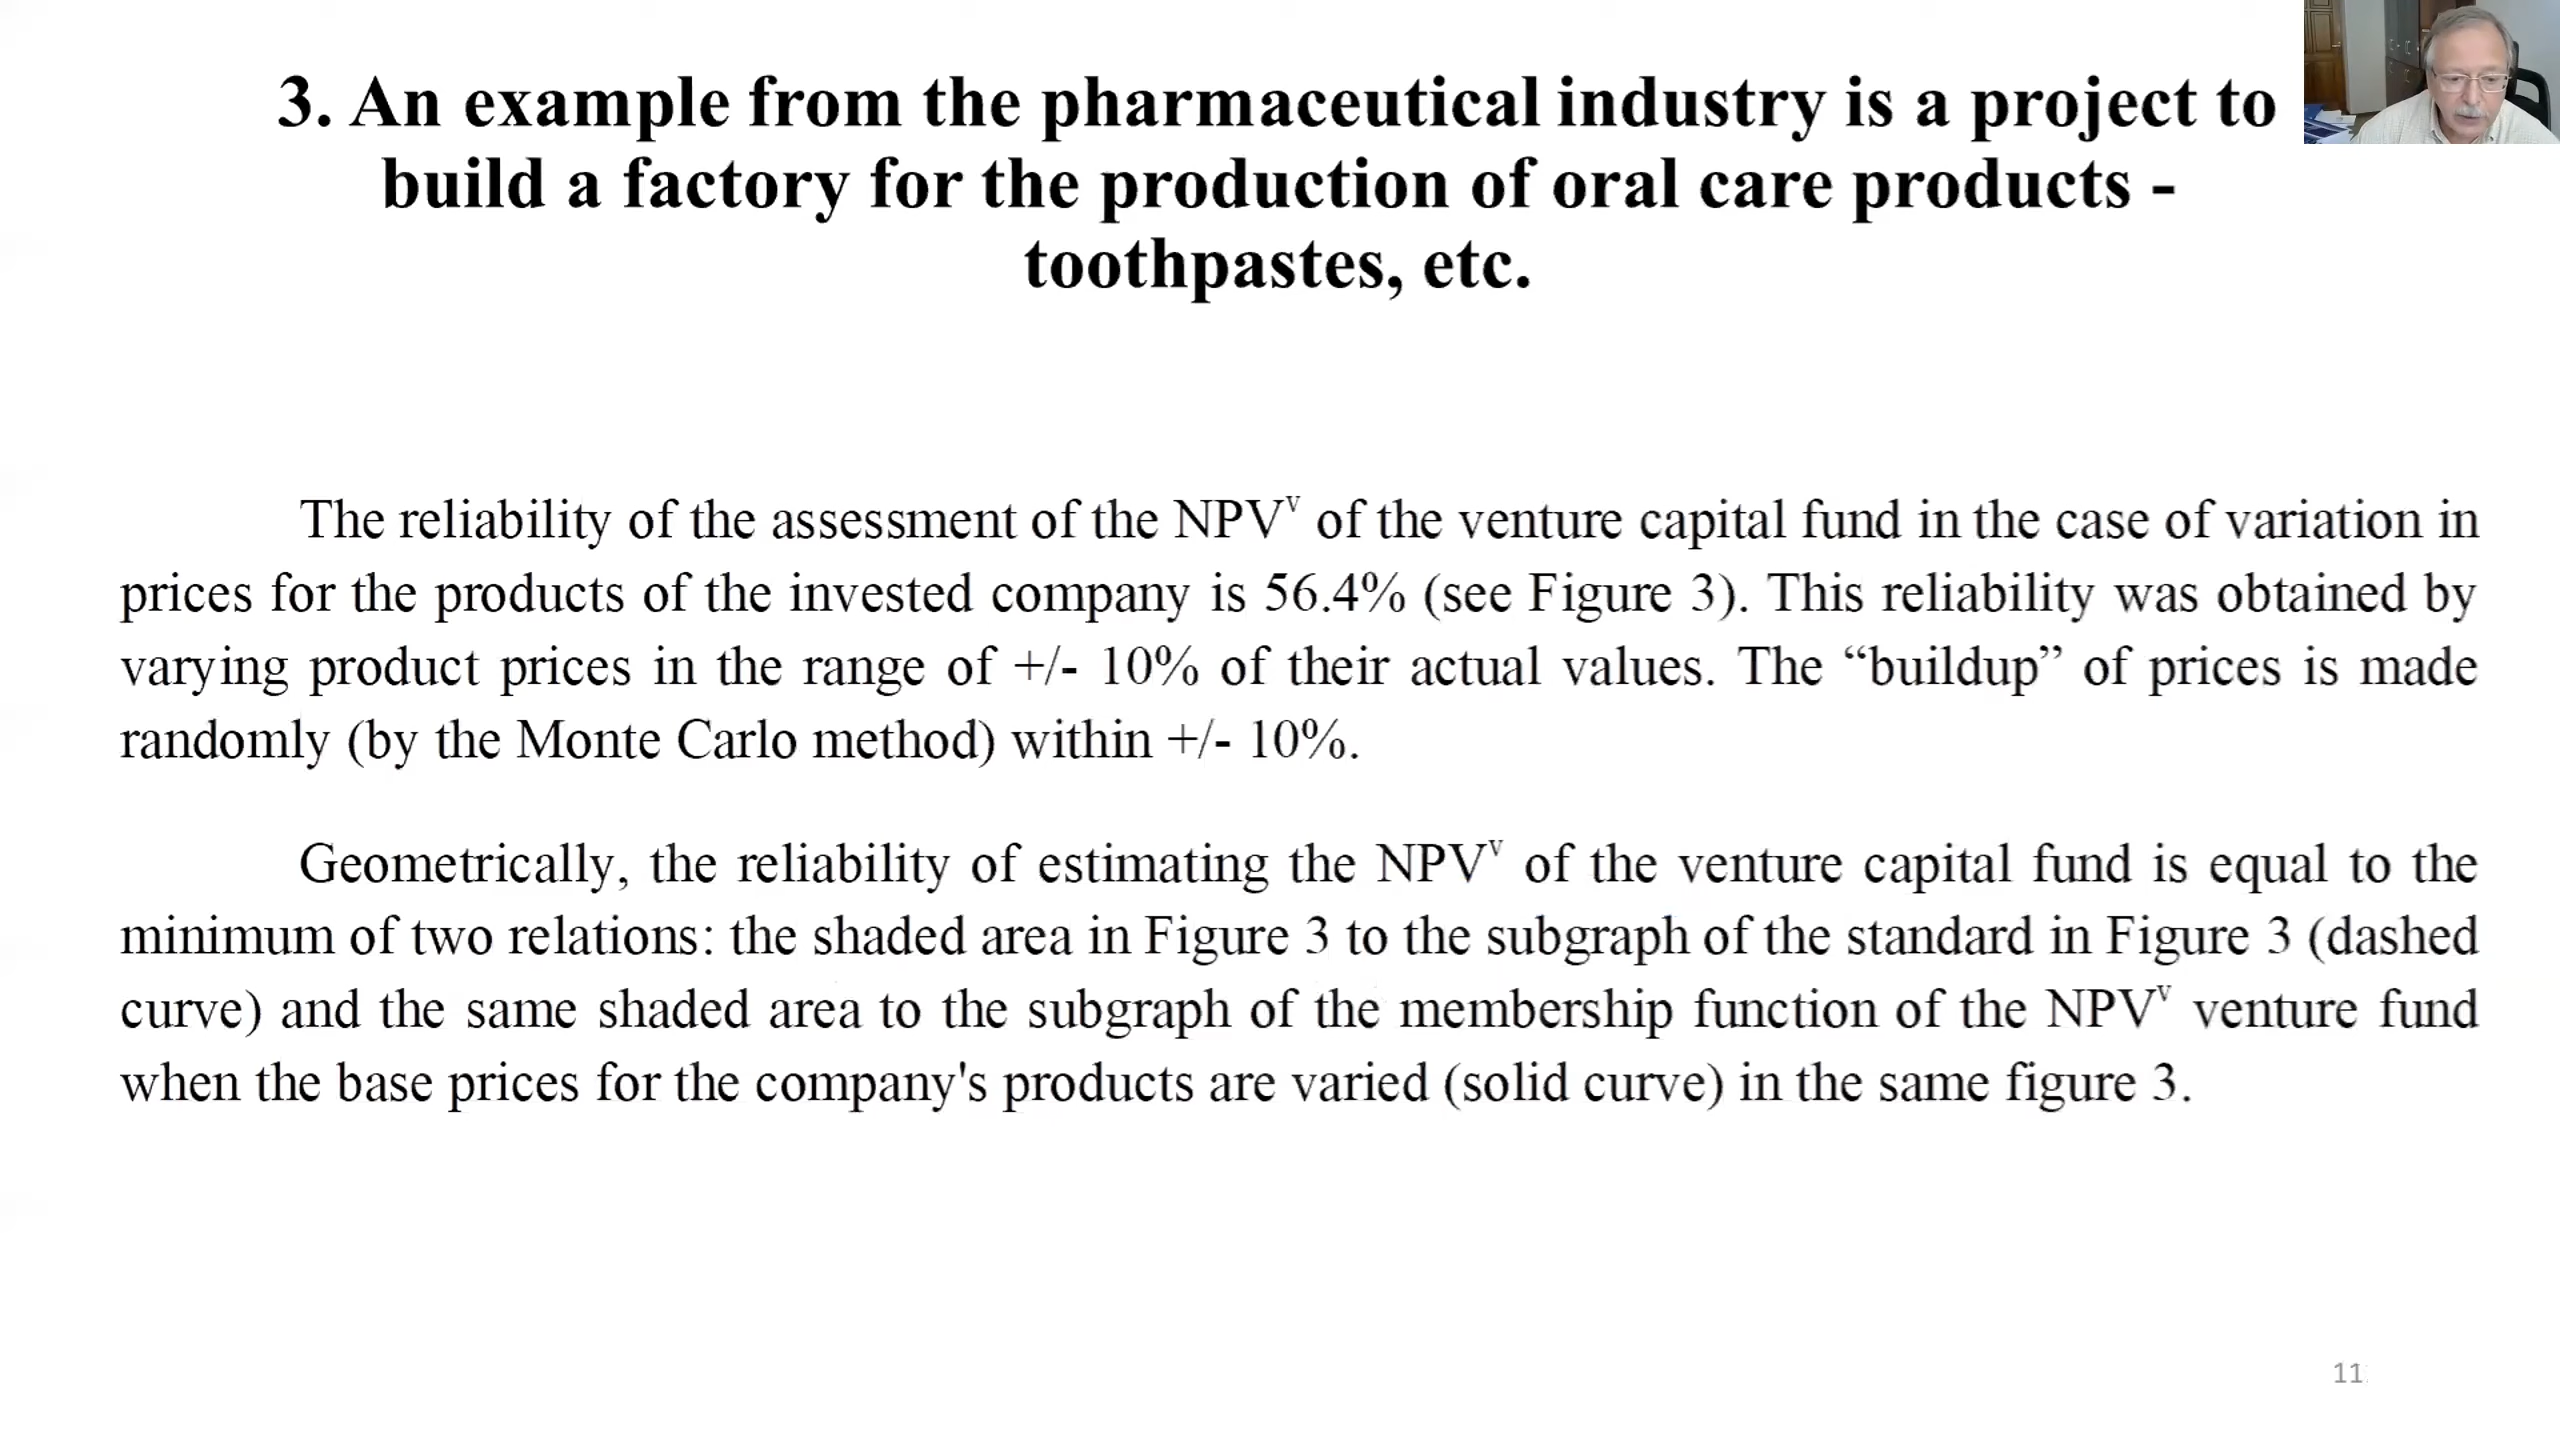 3. An example from the pharmaceutical industry is a project to
build a factory for the production of oral care products -
toothpastes, etc.
The reliability of the assessment of the NPVᵛ of the venture capital fund in the case of variation in
prices for the products of the invested company is 56.4% (see Figure 3). This reliability was obtained by
varying product prices in the range of +/- 10% of their actual values. The “buildup” of prices is made
randomly (by the Monte Carlo method) within +/- 10%.
Geometrically, the reliability of estimating the NPVᵛ of the venture capital fund is equal to the
minimum of two relations: the shaded area in Figure 3 to the subgraph of the standard in Figure 3 (dashed
curve) and the same shaded area to the subgraph of the membership function of the NPVᵛ venture fund
when the base prices for the company's products are varied (solid curve) in the same figure 3.
11